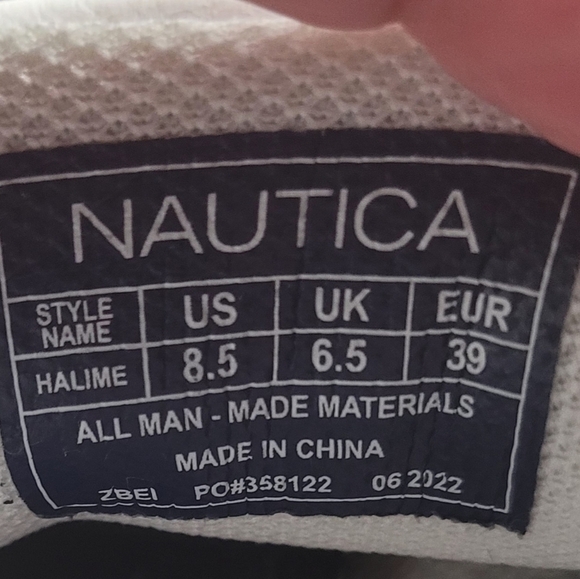 NAUTICA
STYLE NAME US UK EUR
HALIME 8.5 6.5 39
ALL MAN - MADE MATERIALS
MADE IN CHINA
ZBEI PO#358122 06 2022